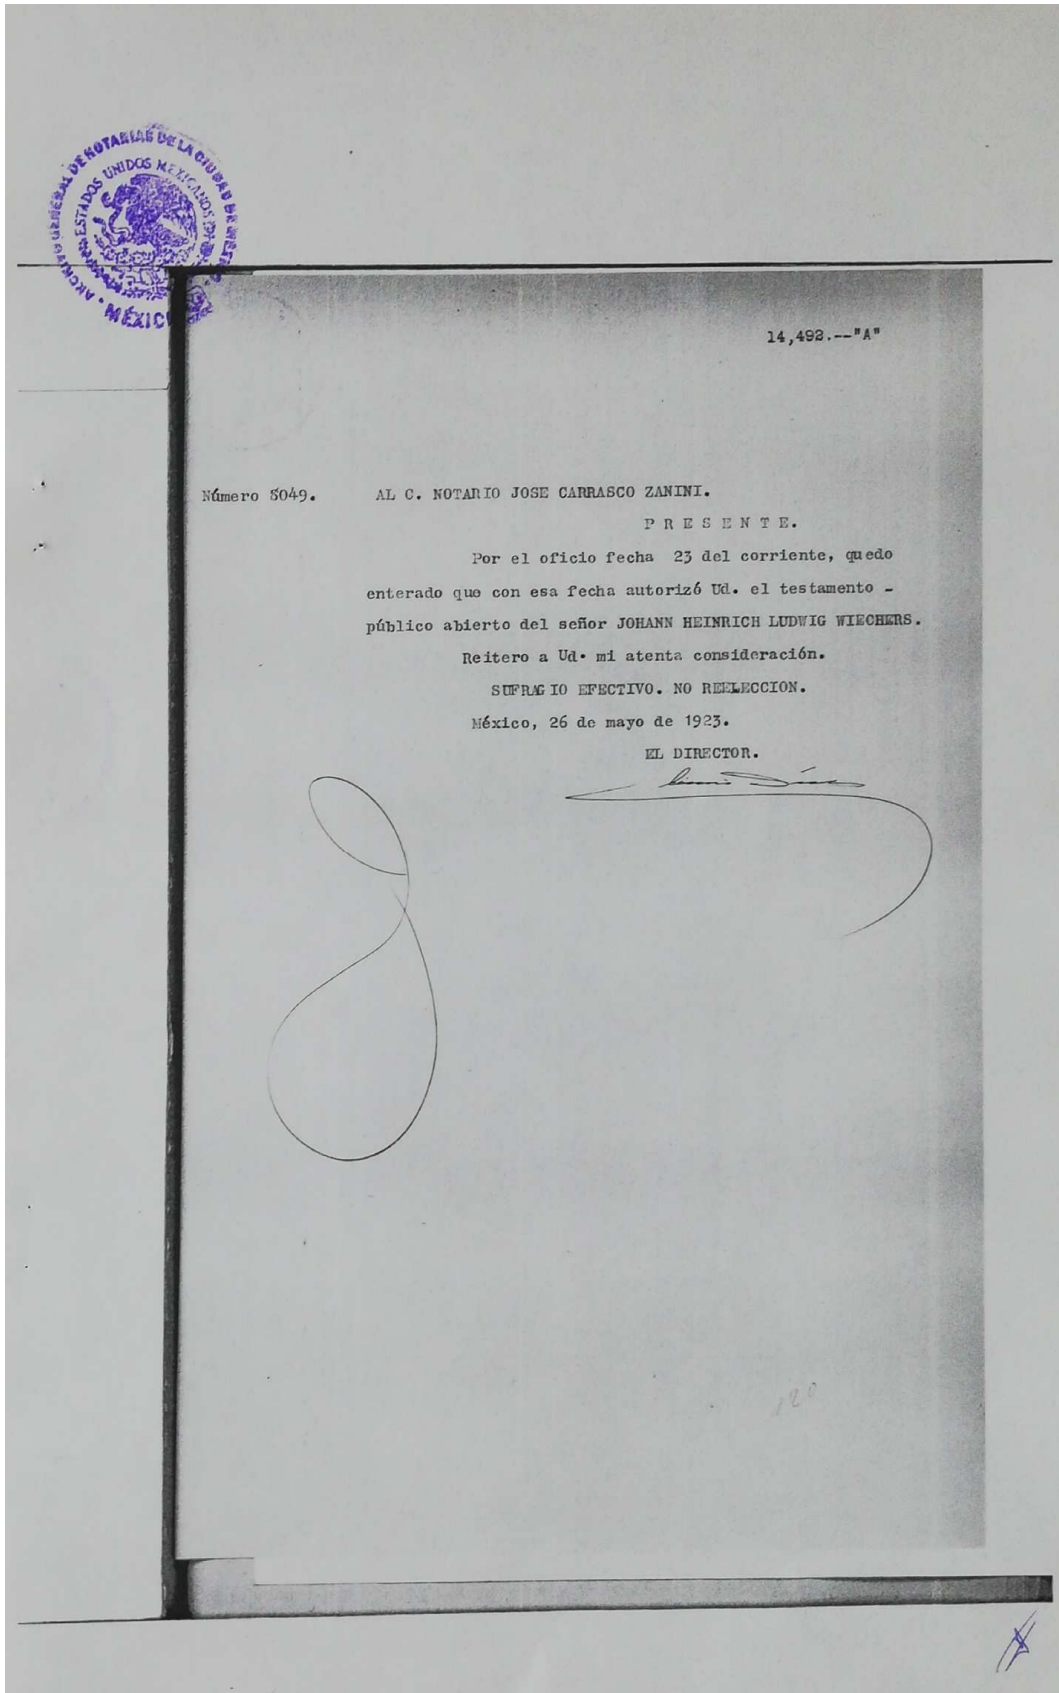 ARCHIVO GENERAL DE NOTARIAS DE LA CIUDAD DE MEXICO
ESTADOS UNIDOS MEXICANOS
MÉXICO
14,492.--"A"
Número 8049. AL C. NOTARIO JOSE CARRASCO ZANINI.
P R E S E N T E.
Por el oficio fecha 23 del corriente, quedo
enterado que con esa fecha autorizó Ud. el testamento -
público abierto del señor JOHANN HEINRICH LUDWIG WIECHERS.
Reitero a Ud. mi atenta consideración.
SUFRAGIO EFECTIVO. NO REELECCION.
México, 26 de mayo de 1923.
EL DIRECTOR.
120